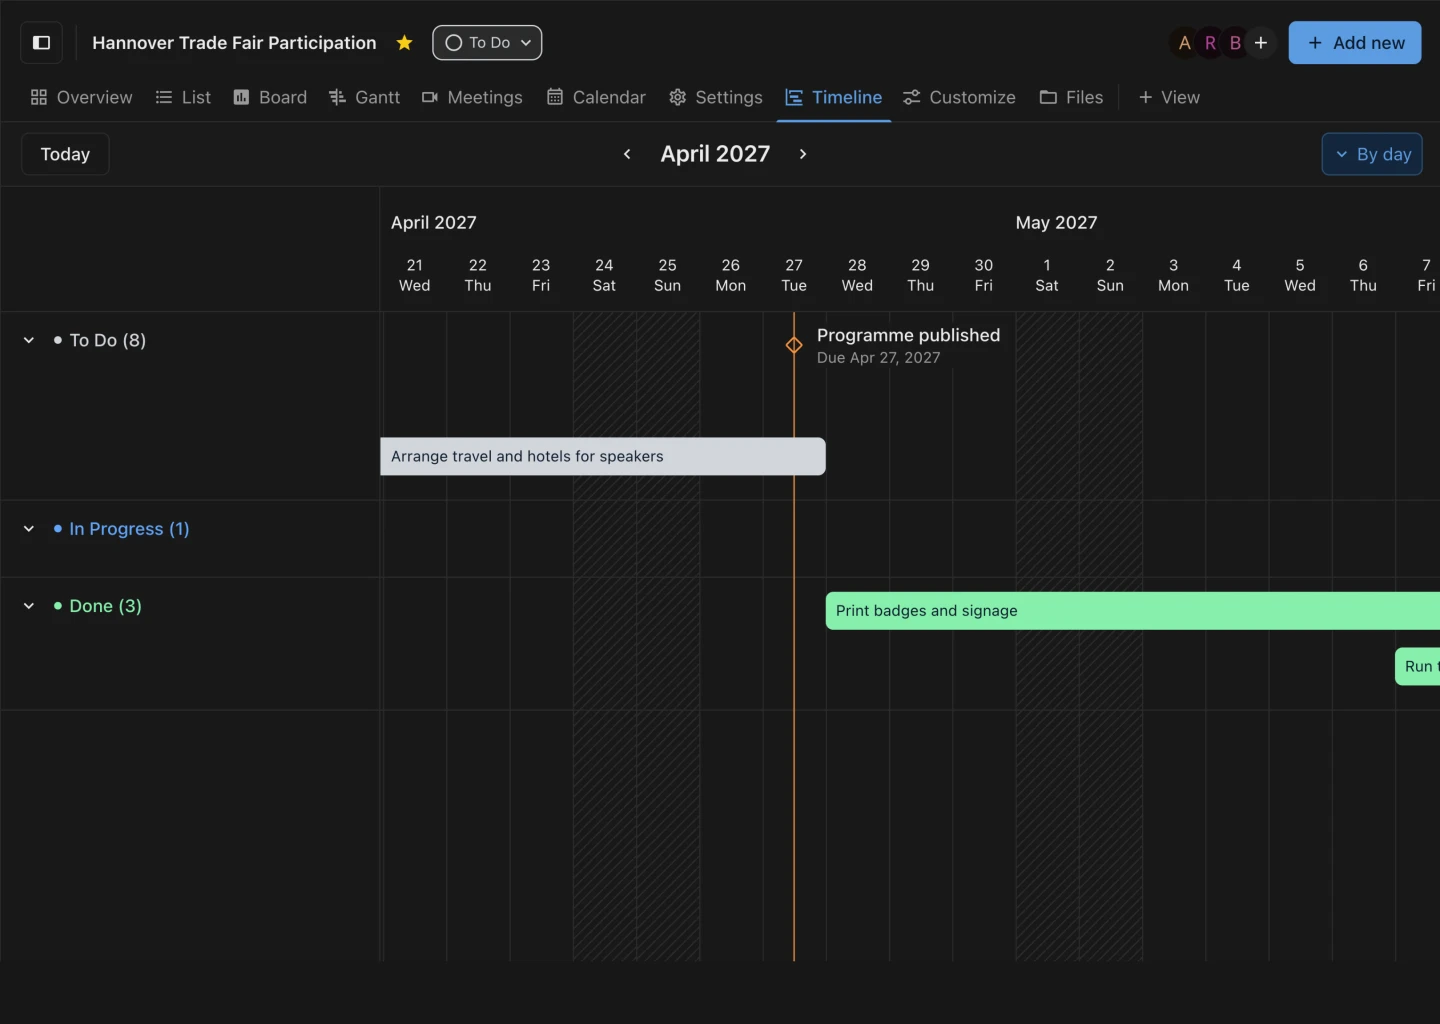 Hannover Trade Fair Participation
To Do
A R B +
+ Add new
Overview
List
Board
Gantt
Meetings
Calendar
Settings
Timeline
Customize
Files
+ View
Today
April 2027
By day
April 2027
May 2027
21 22 23 24 25 26 27 28 29 30 1 2 3 4 5 6 7
Wed Thu Fri Sat Sun Mon Tue Wed Thu Fri Sat Sun Mon Tue Wed Thu Fri
To Do (8)
Programme published
Due Apr 27, 2027
Arrange travel and hotels for speakers
In Progress (1)
Done (3)
Print badges and signage
Run